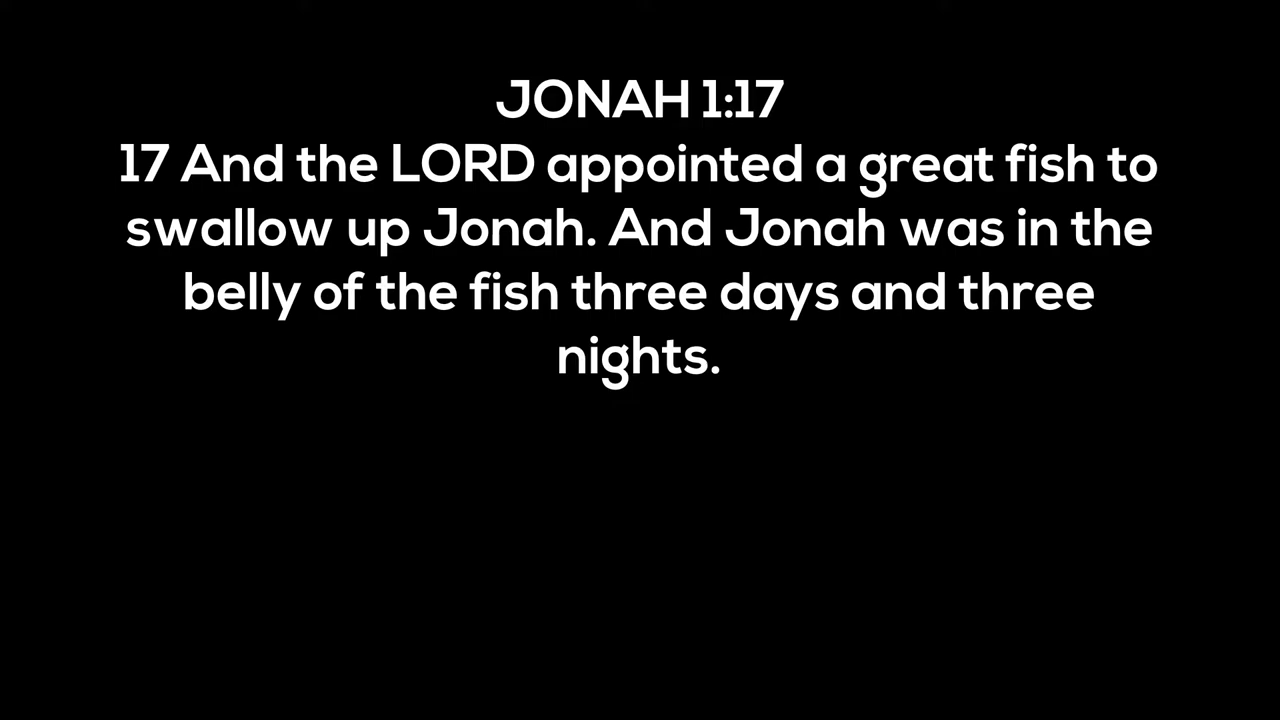 JONAH 1:17
17 And the LORD appointed a great fish to
swallow up Jonah. And Jonah was in the
belly of the fish three days and three
nights.